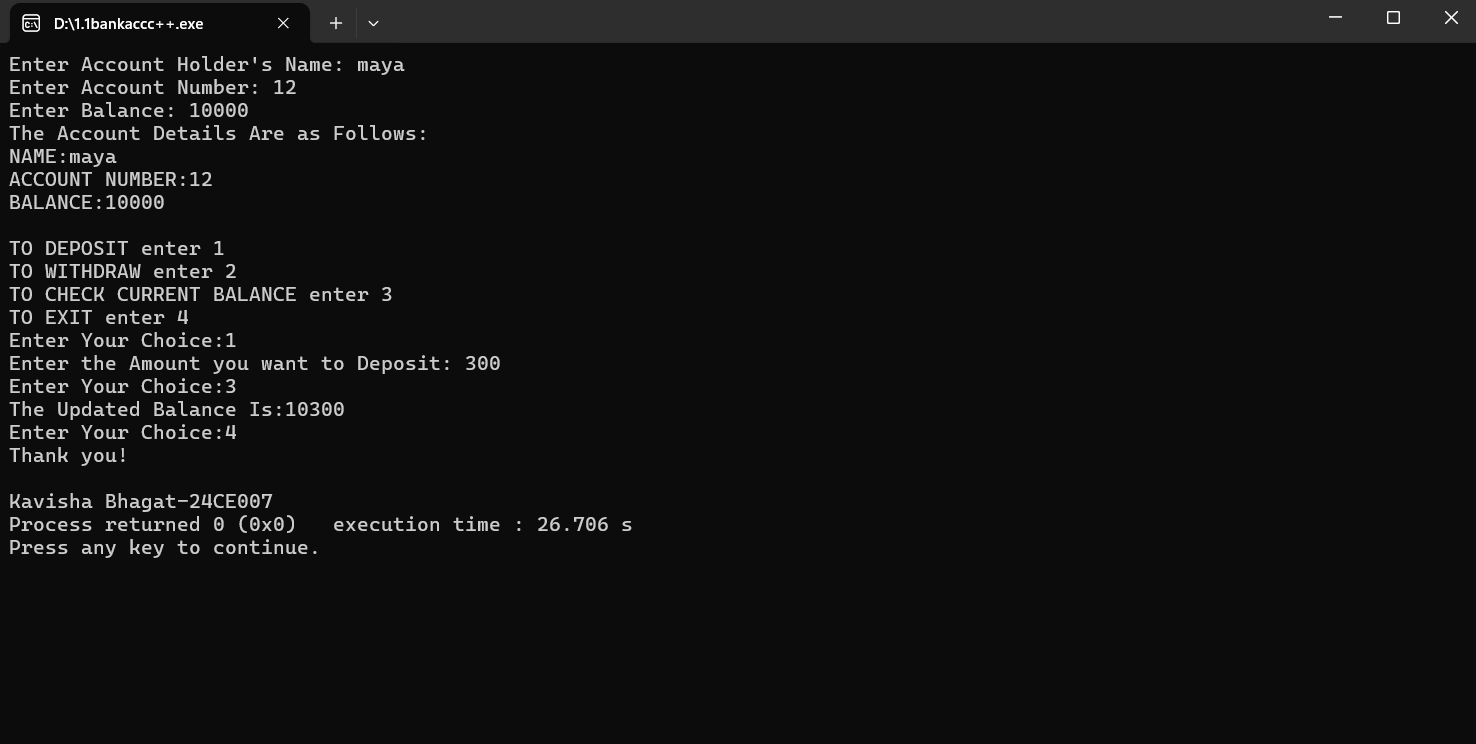 D:\1.1bankaccc++.exe
Enter Account Holder's Name: maya
Enter Account Number: 12
Enter Balance: 10000
The Account Details Are as Follows:
NAME:maya
ACCOUNT NUMBER:12
BALANCE:10000
TO DEPOSIT enter 1
TO WITHDRAW enter 2
TO CHECK CURRENT BALANCE enter 3
TO EXIT enter 4
Enter Your Choice:1
Enter the Amount you want to Deposit: 300
Enter Your Choice:3
The Updated Balance Is:10300
Enter Your Choice:4
Thank you!
Kavisha Bhagat-24CE007
Process returned 0 (0x0)   execution time : 26.706 s
Press any key to continue.